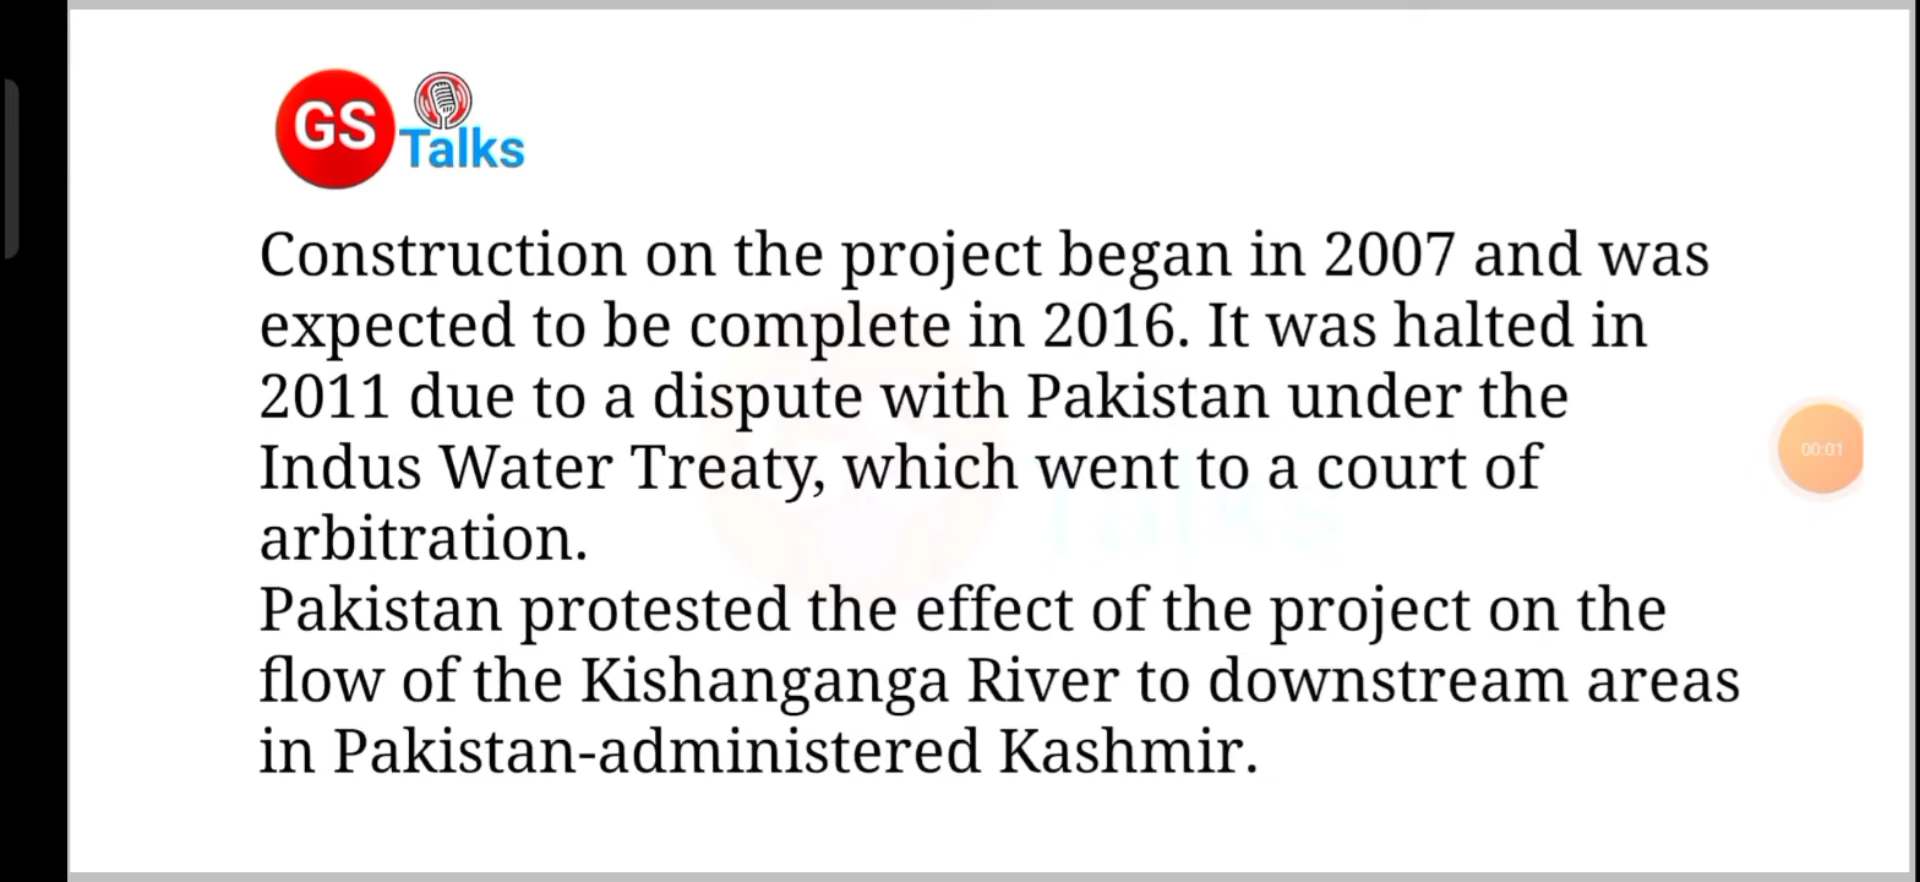 GS
Talks
Construction on the project began in 2007 and was
expected to be complete in 2016. It was halted in
2011 due to a dispute with Pakistan under the
Indus Water Treaty, which went to a court of
arbitration.
Pakistan protested the effect of the project on the
flow of the Kishanganga River to downstream areas
in Pakistan-administered Kashmir.
00:01